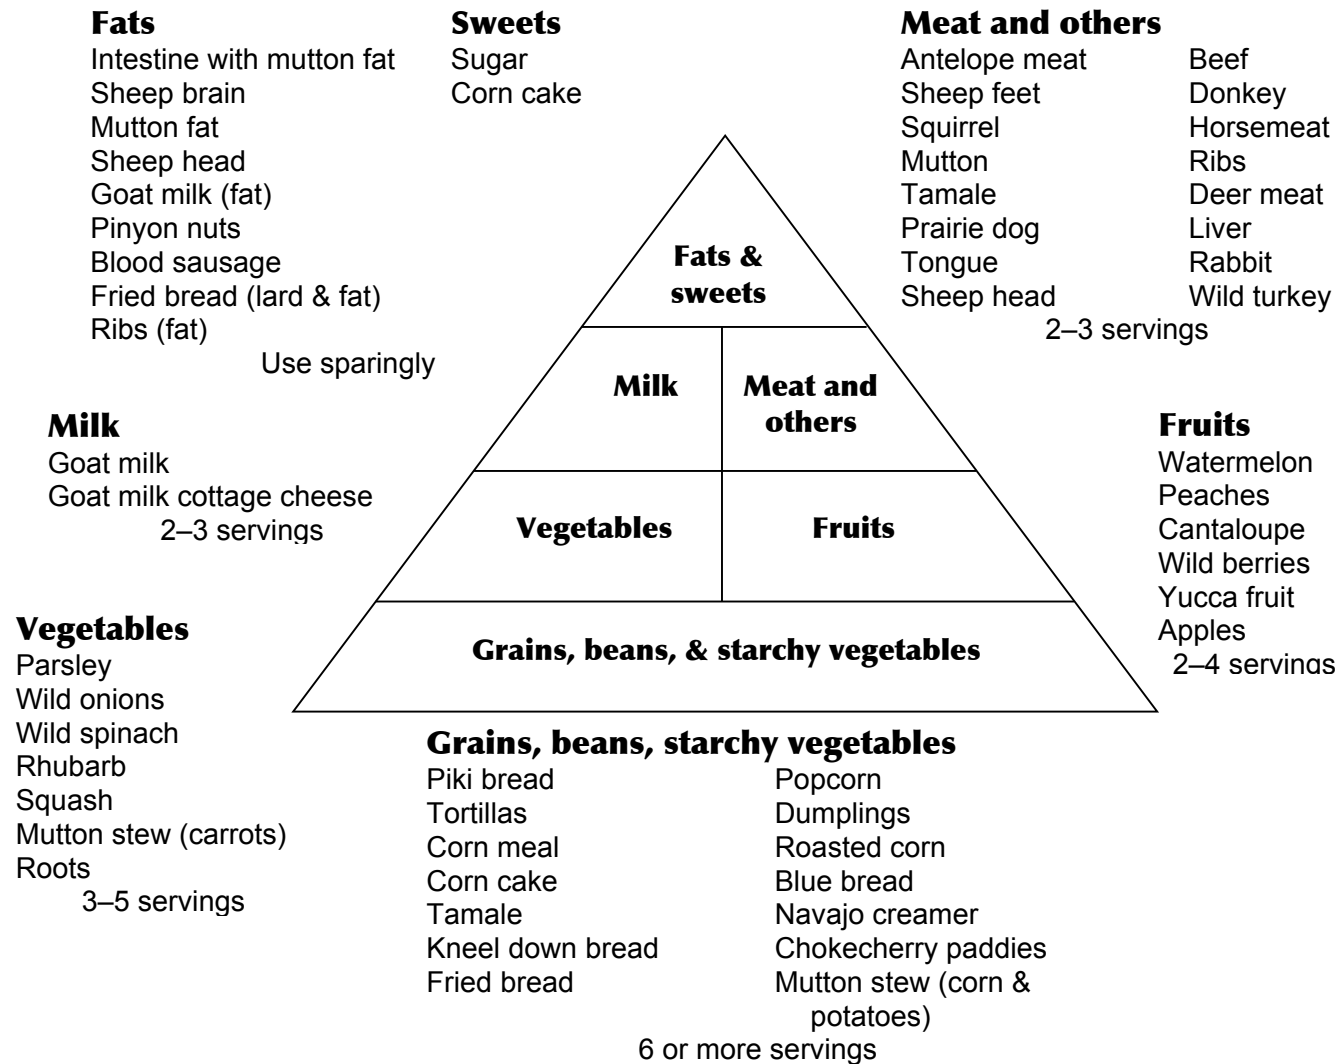 Fats
Intestine with mutton fat
Sheep brain
Mutton fat
Sheep head
Goat milk (fat)
Pinyon nuts
Blood sausage
Fried bread (lard & fat)
Ribs (fat)
Use sparingly
Sweets
Sugar
Corn cake
Meat and others
Antelope meat
Sheep feet
Squirrel
Mutton
Tamale
Prairie dog
Tongue
Sheep head
Beef
Donkey
Horsemeat
Ribs
Deer meat
Liver
Rabbit
Wild turkey
2–3 servings
Fats &
sweets
Milk
Meat and
others
Vegetables
Fruits
Grains, beans, & starchy vegetables
Milk
Goat milk
Goat milk cottage cheese
2–3 servings
Fruits
Watermelon
Peaches
Cantaloupe
Wild berries
Yucca fruit
Apples
2–4 servings
Vegetables
Parsley
Wild onions
Wild spinach
Rhubarb
Squash
Mutton stew (carrots)
Roots
3–5 servings
Grains, beans, starchy vegetables
Piki bread
Tortillas
Corn meal
Corn cake
Tamale
Kneel down bread
Fried bread
Popcorn
Dumplings
Roasted corn
Blue bread
Navajo creamer
Chokecherry paddies
Mutton stew (corn &
potatoes)
6 or more servings